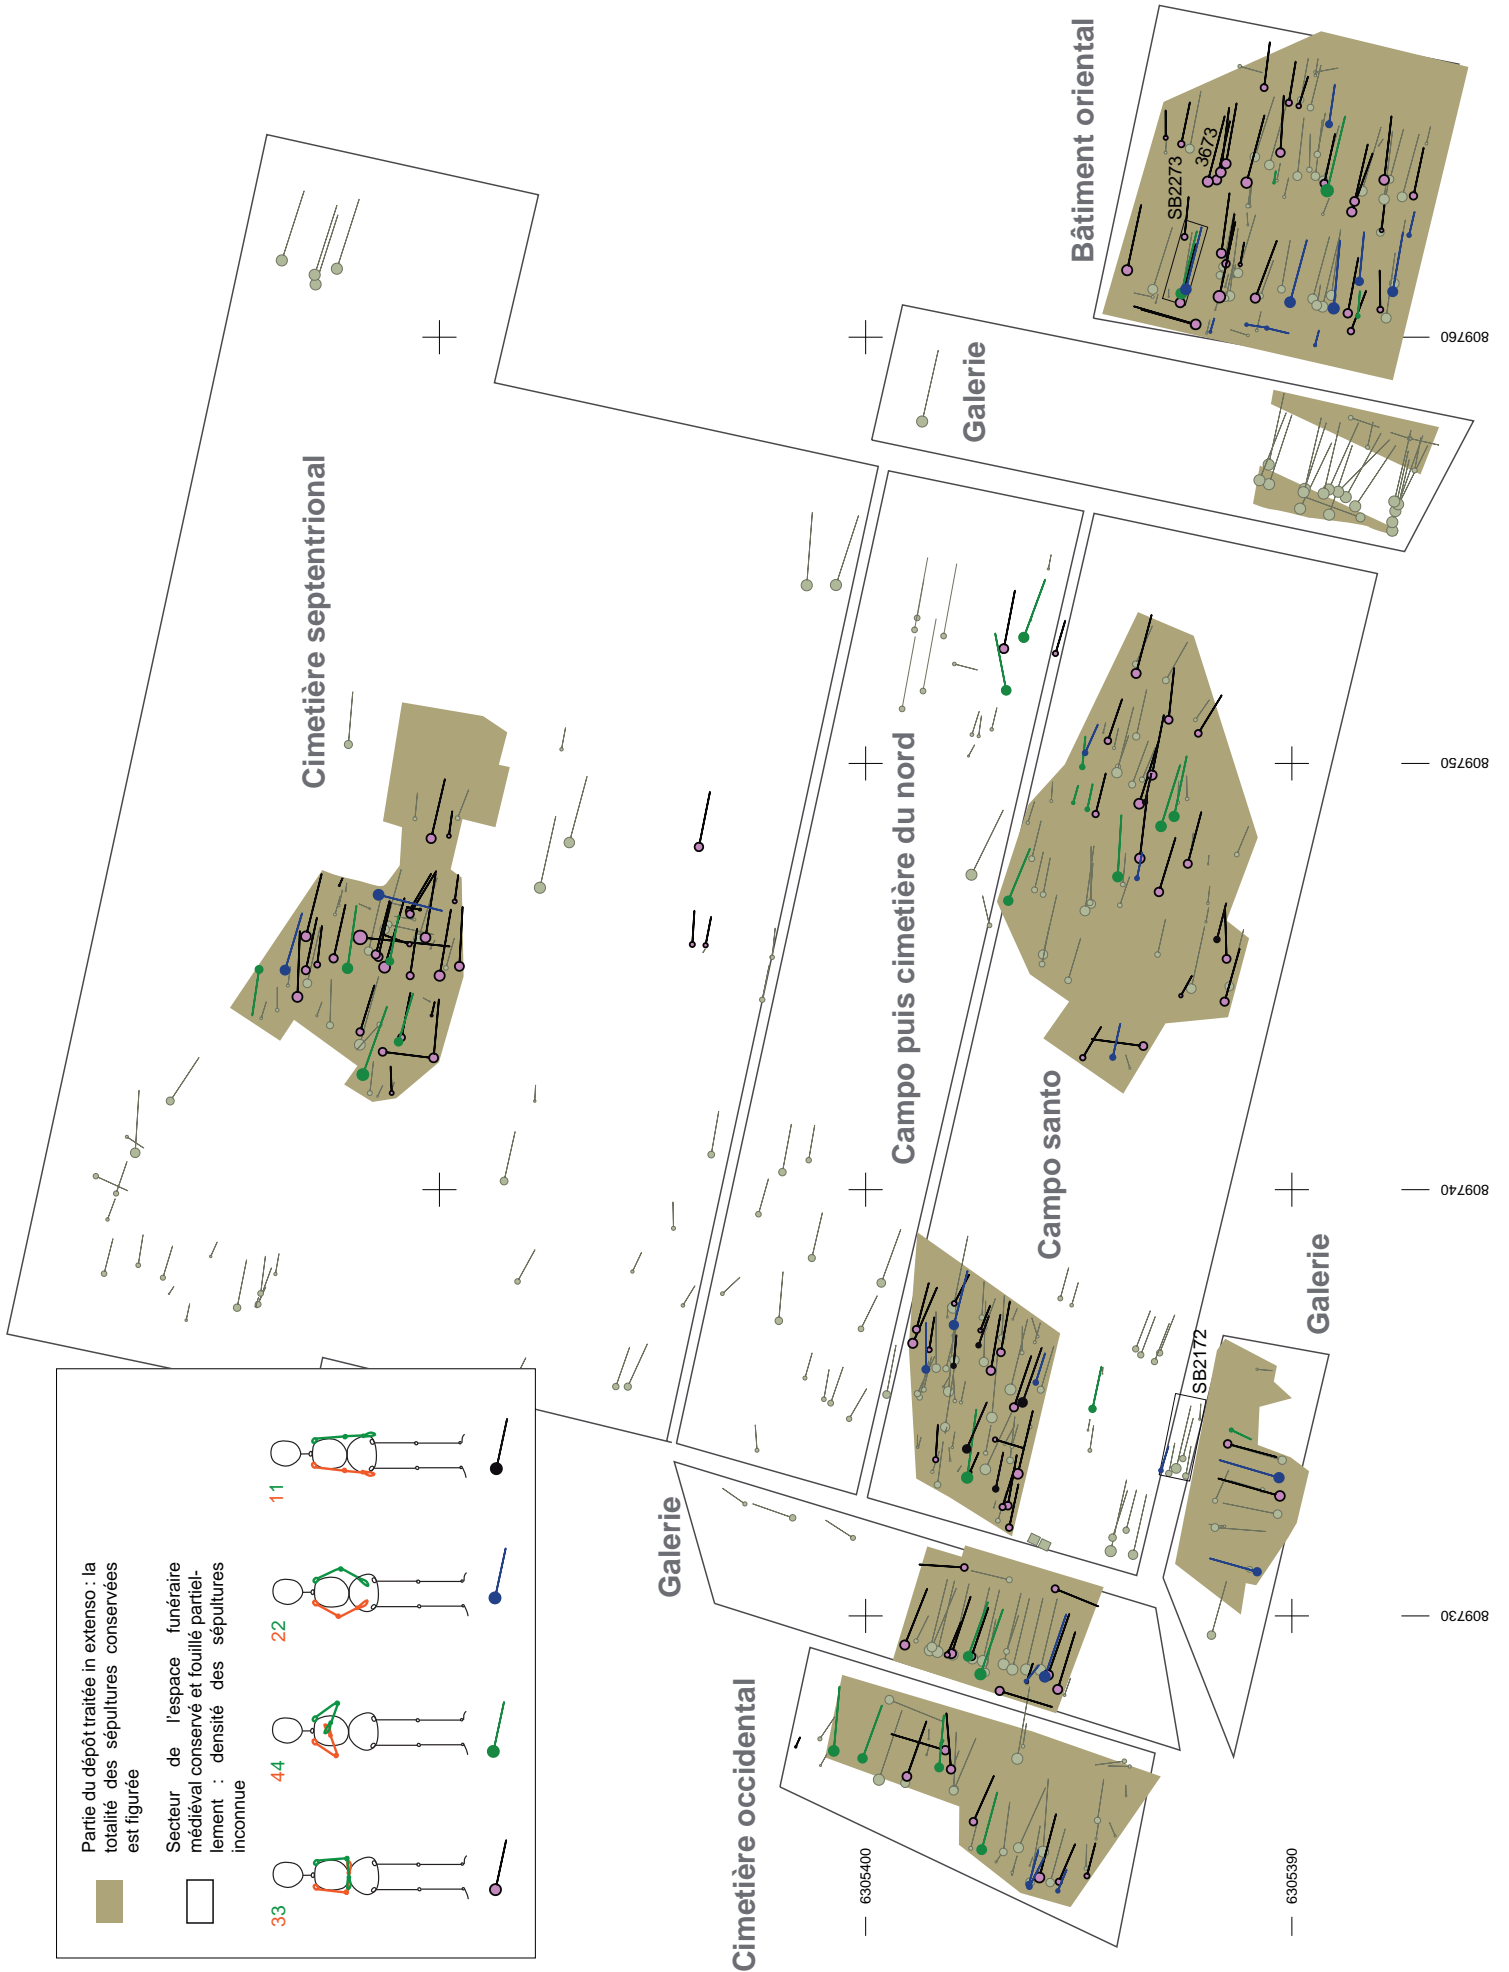 Partie du dépôt traitée in extenso : la
totalité des sépultures conservées
est figurée
Secteur de l'espace funéraire
médiéval conservé et fouillé partiel-
lement : densité des sépultures
inconnue
33
44
22
11
Cimetière septentrional
Bâtiment oriental
SB2273
3673
Galerie
Campo puis cimetière du nord
Campo santo
Galerie
SB2172
Galerie
Cimetière occidental
809760
809750
809740
809730
6305400
6305390